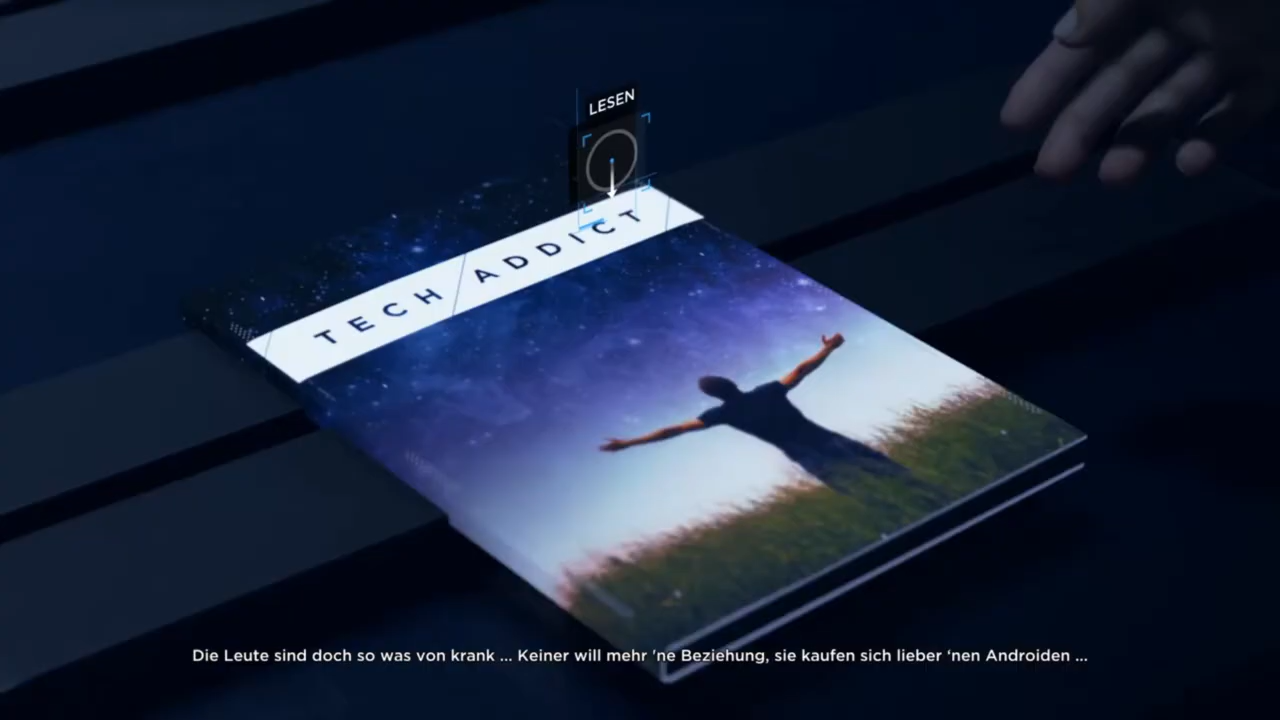 LESEN
TECH ADDICT
Die Leute sind doch so was von krank ... Keiner will mehr 'ne Beziehung, sie kaufen sich lieber ‘nen Androiden ...